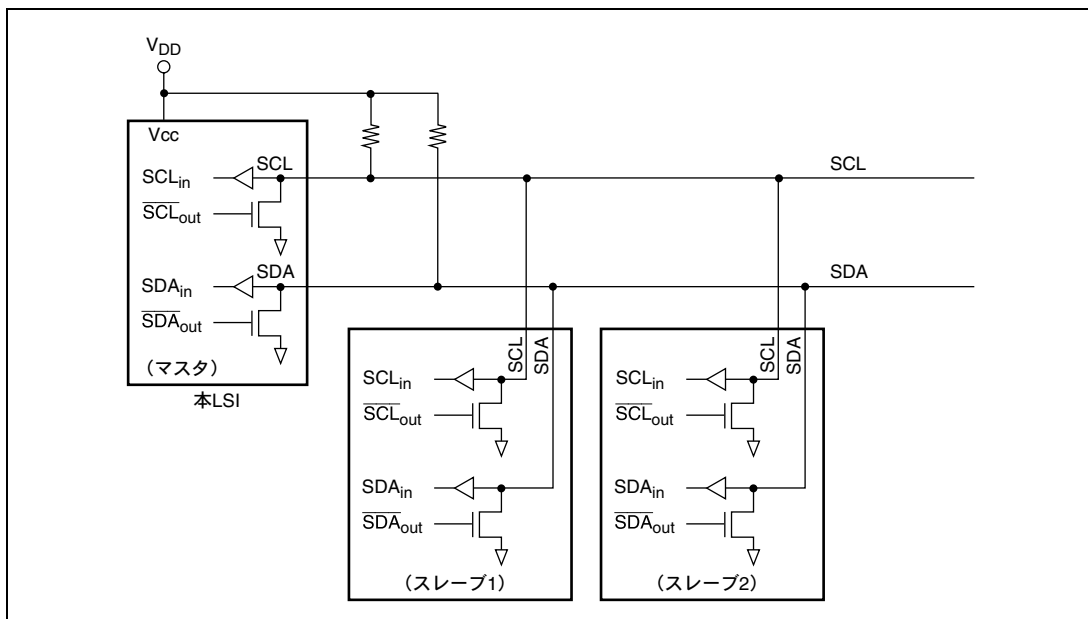 VDD
Vcc
SCL
SCLin
SCLout
SDA
SDAin
SDAout
(マスタ)
本LSI
SCL
SDA
SCL
SDA
SCLin
SCLout
SDAin
SDAout
(スレーブ1)
SCL
SDA
SCLin
SCLout
SDAin
SDAout
(スレーブ2)